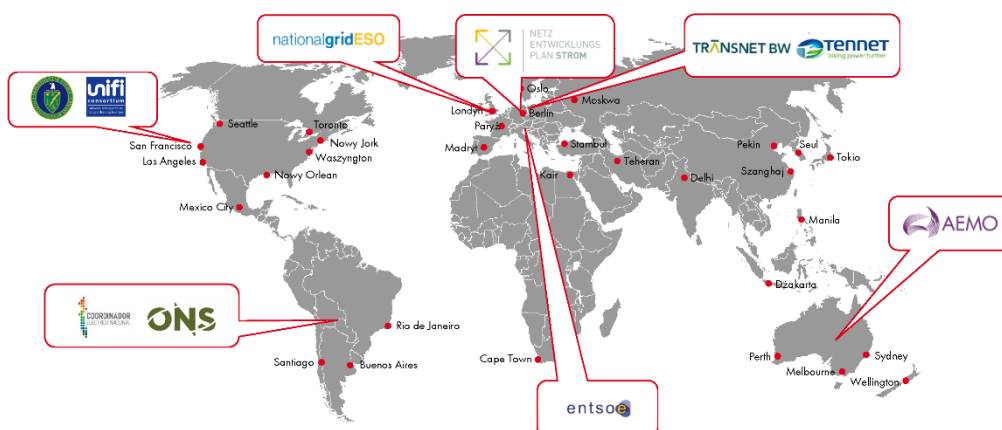 nationalgridESO
NETZ
ENTWICKLUNGS
PLAN STROM
TRANSNET BW
Tennet
Taking power further
unifi
consortium
Oslo
Moskwa
Londyn
Berlin
Paryż
Madryt
Stambuł
Seattle
Toronto
Nowy Jork
San Francisco
Waszyngton
Los Angeles
Nowy Orlean
Mexico City
Teheran
Kair
Delhi
Pekin
Seul
Tokio
Szanghaj
Manila
AEMO
Dżakarta
COORDINADOR
ELÉCTRICO NACIONAL
ONS
Rio de Janeiro
Santiago
Buenos Aires
Cape Town
Perth
Sydney
Melbourne
Wellington
entsoe